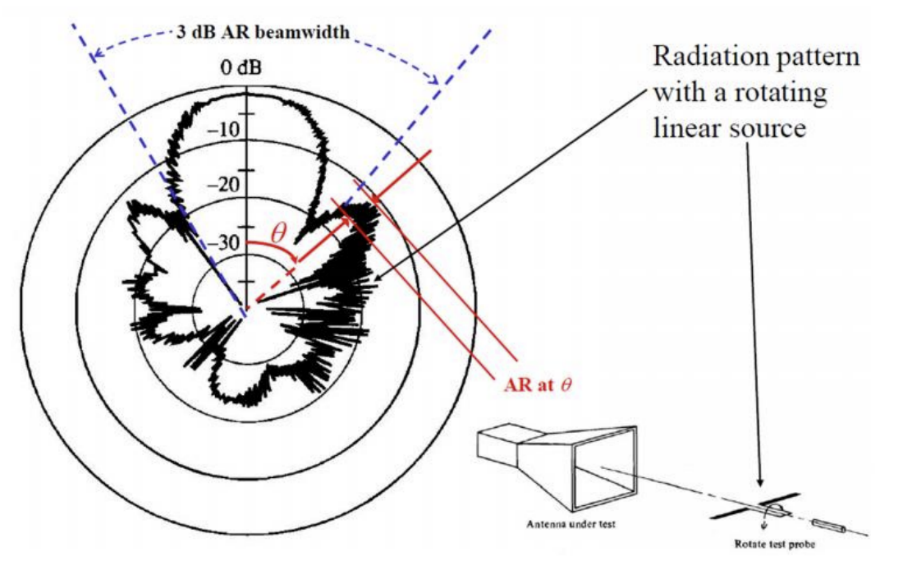 3 dB AR beamwidth
0 dB
–10
–20
–30
θ
Radiation pattern
with a rotating
linear source
AR at θ
Antenna under test
Rotate test probe